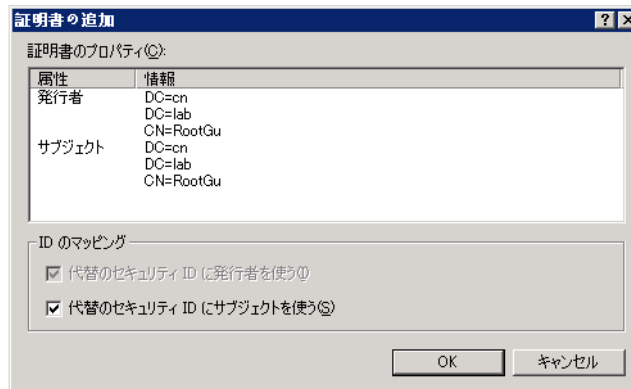 証明書の追加
証明書のプロパティ(C):
属性 情報
発行者 DC=cn
DC=lab
CN=RootGu
サブジェクト DC=cn
DC=lab
CN=RootGu
ID のマッピング
代替のセキュリティ ID に発行者を使う(I)
代替のセキュリティ ID にサブジェクトを使う(S)
OK キャンセル